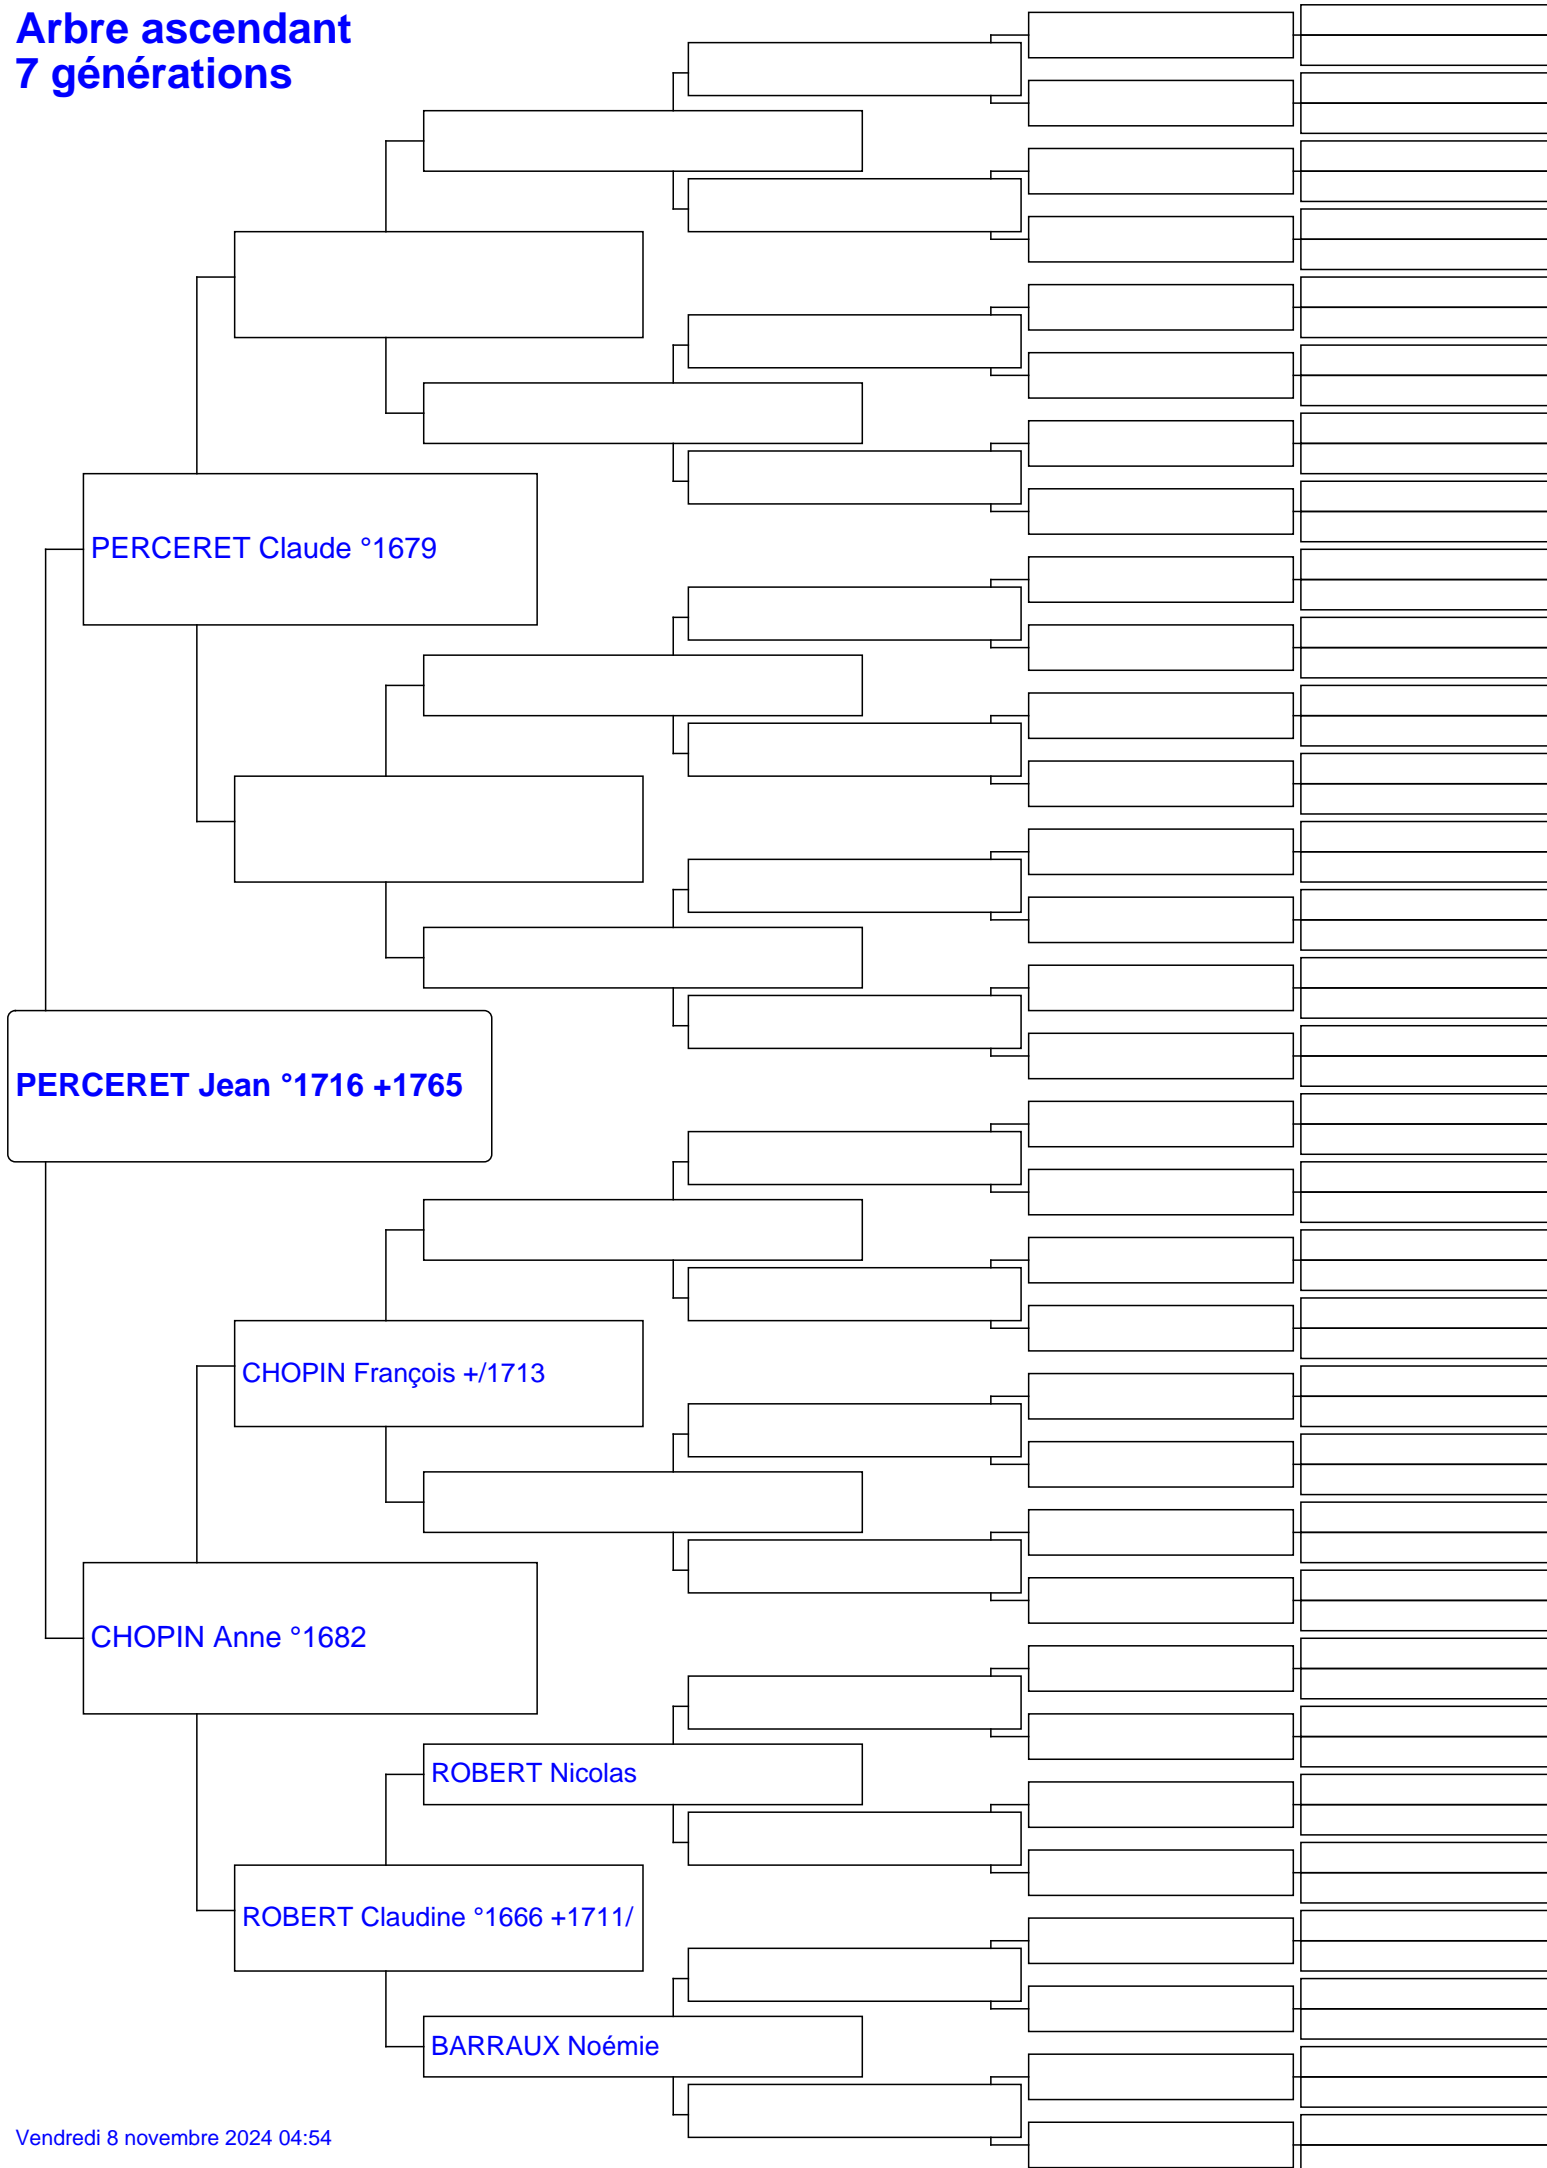 Arbre ascendant
7 générations
PERCERET Claude °1679
PERCERET Jean °1716 +1765
CHOPIN François +/1713
CHOPIN Anne °1682
ROBERT Nicolas
ROBERT Claudine °1666 +1711/
BARRAUX Noémie
Vendredi 8 novembre 2024 04:54